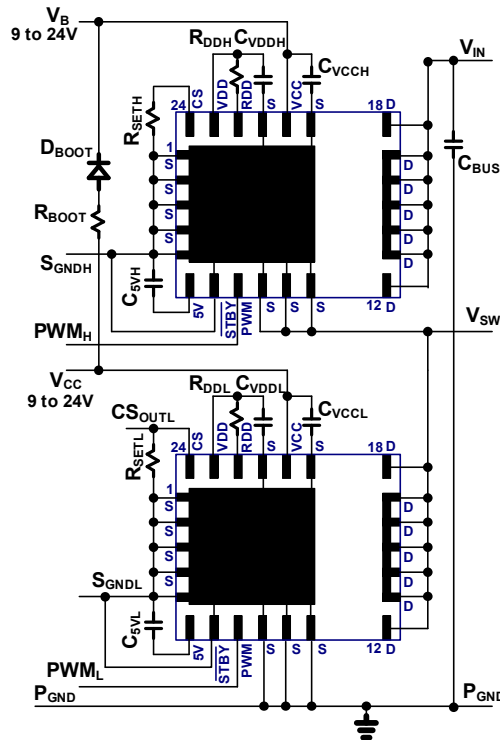 VB
9 to 24V
RDDH CVDDH
CVCCH
VIN
RSETH
24 CS VDD RDD S VCC S 18 D
DBOOT
1
S
S
S
S
D
D
D
D
CBUS
RBOOT
SGNDH
C5VH
5V STBY PWM S S S 12 D
PWMH
VSW
VCC
9 to 24V
RDDL CVDDL
CVCCL
CSOUTL
RSETL
24 CS VDD RDD S VCC S 18 D
1
S
S
S
S
D
D
D
D
SGNDL
C5VL
5V STBY PWM S S S 12 D
PWML
PGND
PGND